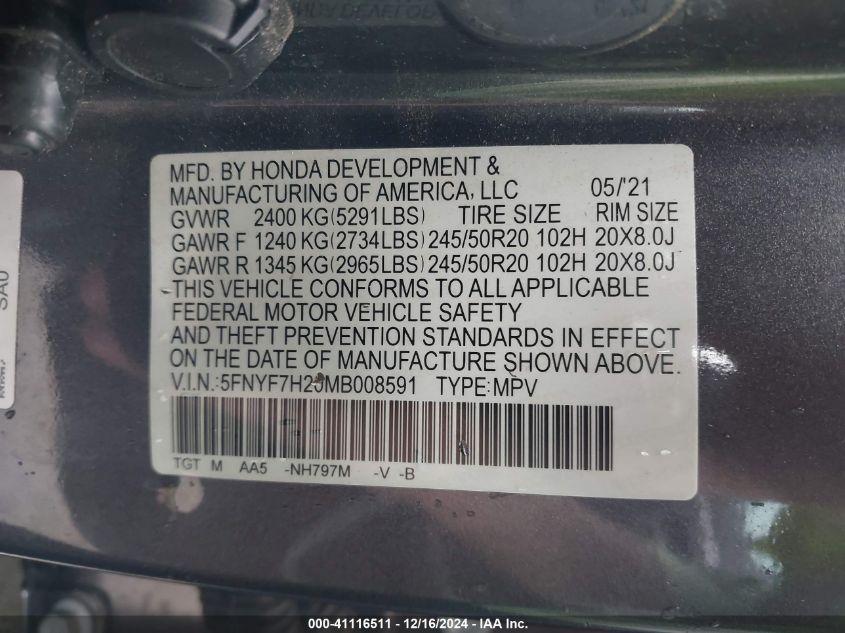 MFD. BY HONDA DEVELOPMENT &
MANUFACTURING OF AMERICA, LLC 05/'21
GVWR 2400 KG(5291LBS) TIRE SIZE RIM SIZE
GAWR F 1240 KG(2734LBS) 245/50R20 102H 20X8.0J
GAWR R 1345 KG(2965LBS) 245/50R20 102H 20X8.0J
THIS VEHICLE CONFORMS TO ALL APPLICABLE
FEDERAL MOTOR VEHICLE SAFETY
AND THEFT PREVENTION STANDARDS IN EFFECT
ON THE DATE OF MANUFACTURE SHOWN ABOVE.
V.I.N.: TYPE:MPV
TGT M AA5 -NH797M -V -B
SAU
000-41116511 - 12/16/2024 - IAA Inc.